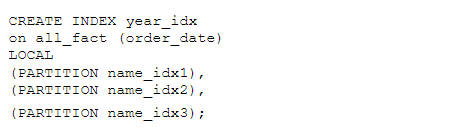 CREATE INDEX year_idx
on all_fact (order_date)
LOCAL
(PARTITION name_idx1),
(PARTITION name_idx2),
(PARTITION name_idx3);